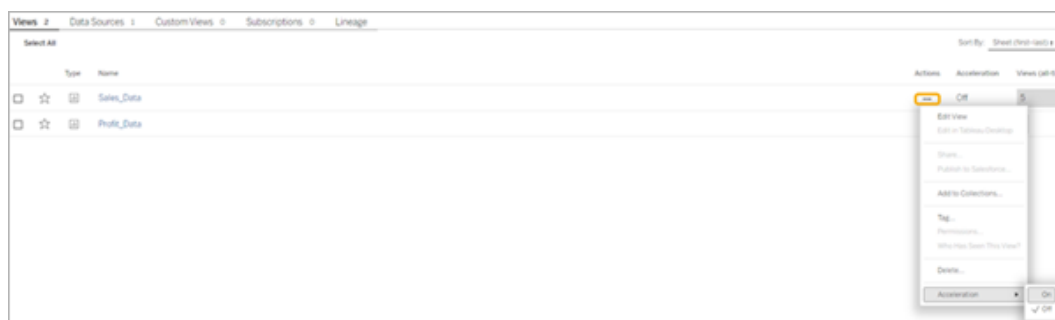 Views 2 Data Sources 1 Custom Views 0 Subscriptions 0 Lineage
Select All Sort By: Sheet (first–last)
Type Name Actions Acceleration Views (all-t
Sales_Data Off 5
Profit_Data
Edit View
Edit in Tableau Desktop
Share...
Publish to Salesforce...
Add to Collections...
Tag...
Permissions...
Who Has Seen This View?
Delete...
Acceleration On
Off